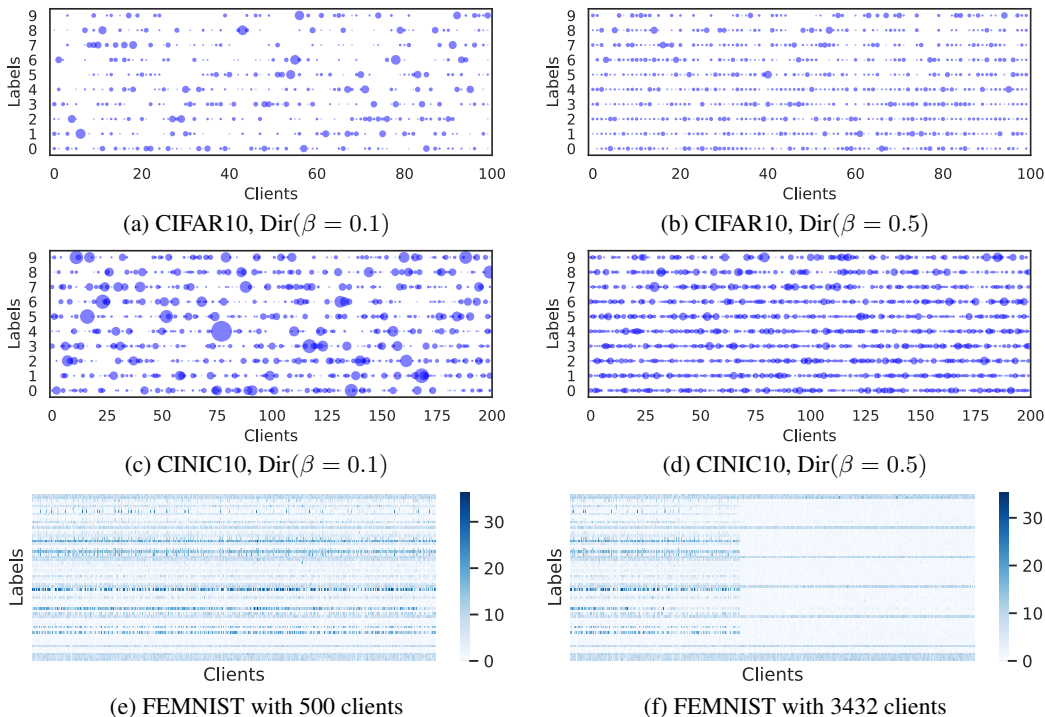 9
8
7
6
5
4
3
2
1
0
Labels
0 20 40 60 80 100
Clients
(a) CIFAR10, Dir(β = 0.1)
9
8
7
6
5
4
3
2
1
0
Labels
0 20 40 60 80 100
Clients
(b) CIFAR10, Dir(β = 0.5)
9
8
7
6
5
4
3
2
1
0
Labels
0 25 50 75 100 125 150 175 200
Clients
(c) CINIC10, Dir(β = 0.1)
9
8
7
6
5
4
3
2
1
0
Labels
0 25 50 75 100 125 150 175 200
Clients
(d) CINIC10, Dir(β = 0.5)
Labels
30
20
10
0
Clients
(e) FEMNIST with 500 clients
Labels
30
20
10
0
Clients
(f) FEMNIST with 3432 clients